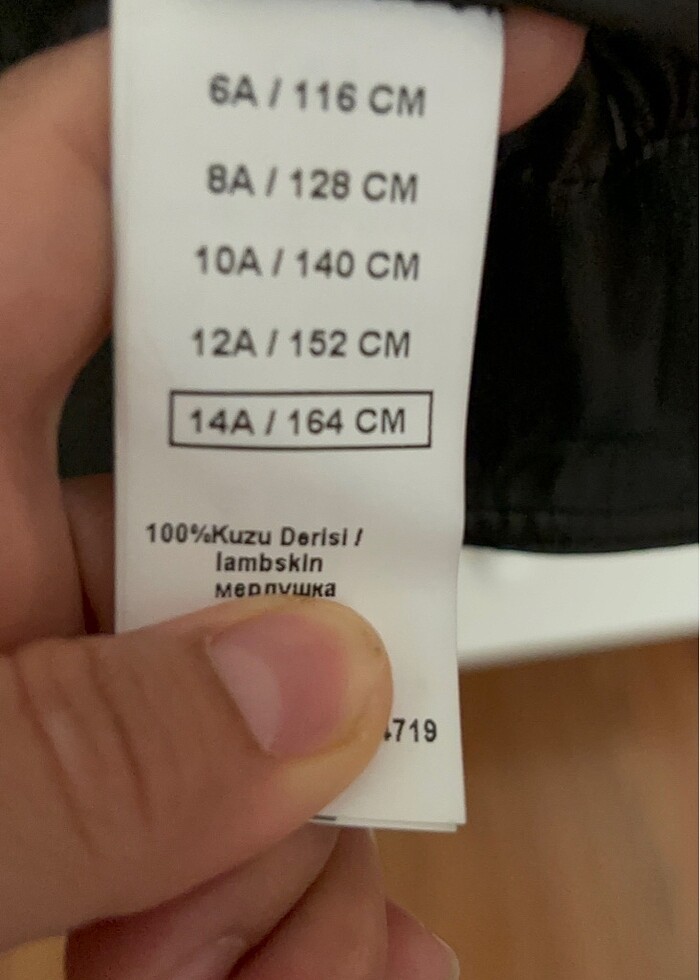 6A / 116 CM
8A / 128 CM
10A / 140 CM
12A / 152 CM
14A / 164 CM
100%Kuzu Derisi /
lambskin
мерлушка
4719